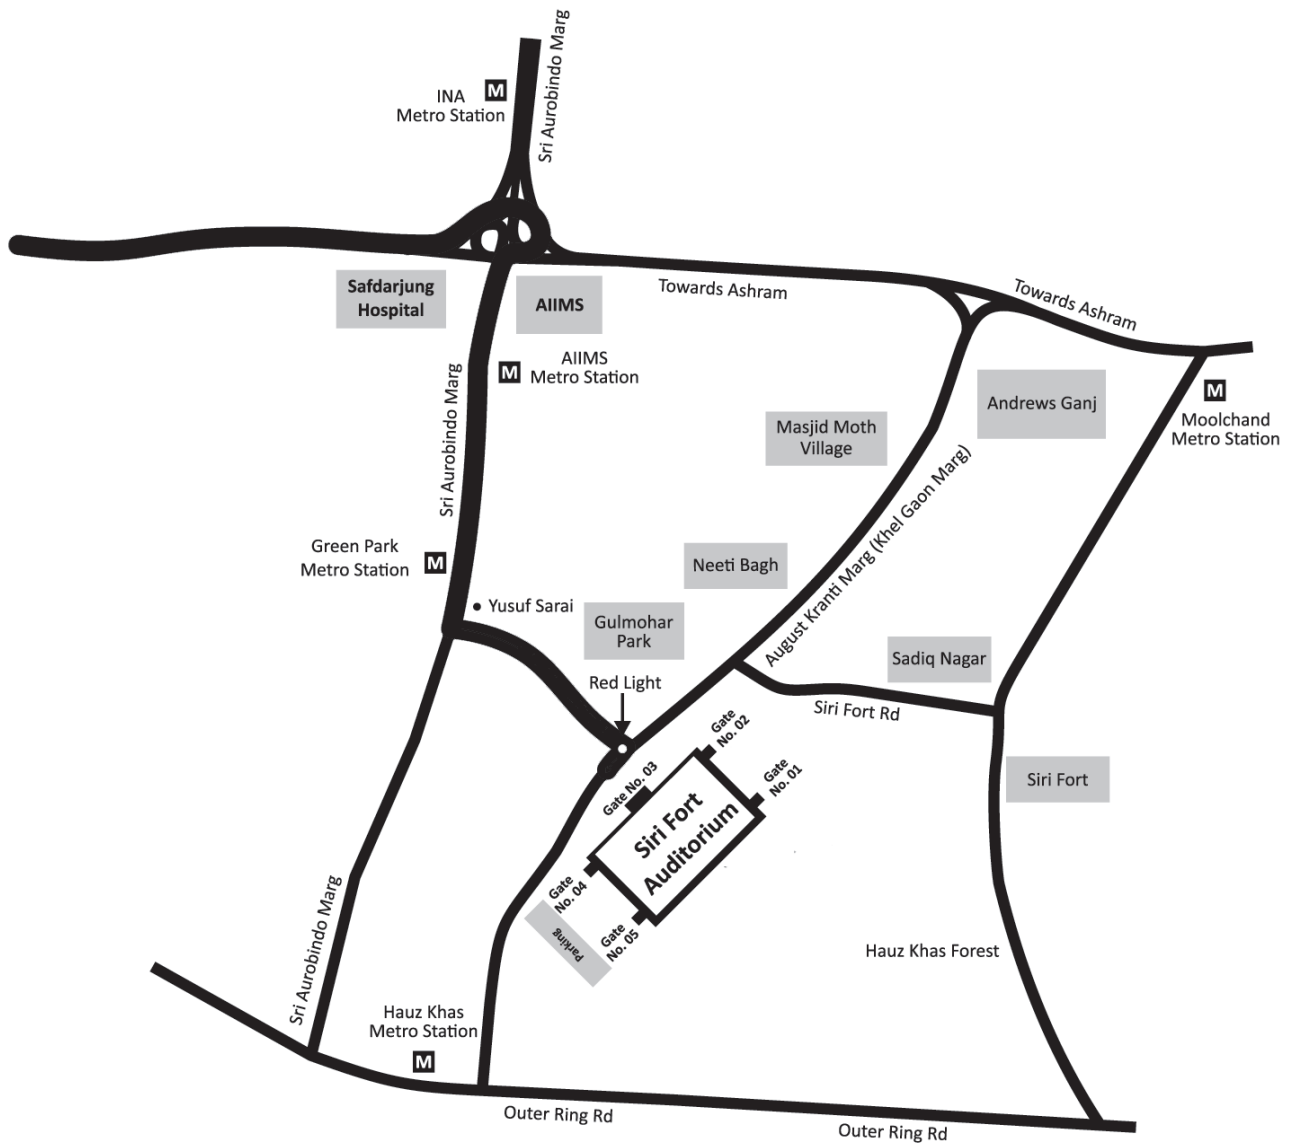 Sri Aurobindo Marg
INA
Metro Station
M
Safdarjung
Hospital
AIIMS
Towards Ashram
Towards Ashram
M
AIIMS
Metro Station
Sri Aurobindo Marg
Andrews Ganj
M
Moolchand
Metro Station
Masjid Moth
Village
August Kranti Marg (Khel Gaon Marg)
Green Park
Metro Station
M
Neeti Bagh
Yusuf Sarai
Gulmohar
Park
Sadiq Nagar
Red Light
Siri Fort Rd
Gate
No. 02
Gate
No. 01
Gate No. 03
Siri Fort
Siri Fort
Auditorium
Gate
No. 04
Gate
No. 05
Parking
Hauz Khas Forest
Sri Aurobindo Marg
Hauz Khas
Metro Station
M
Outer Ring Rd
Outer Ring Rd